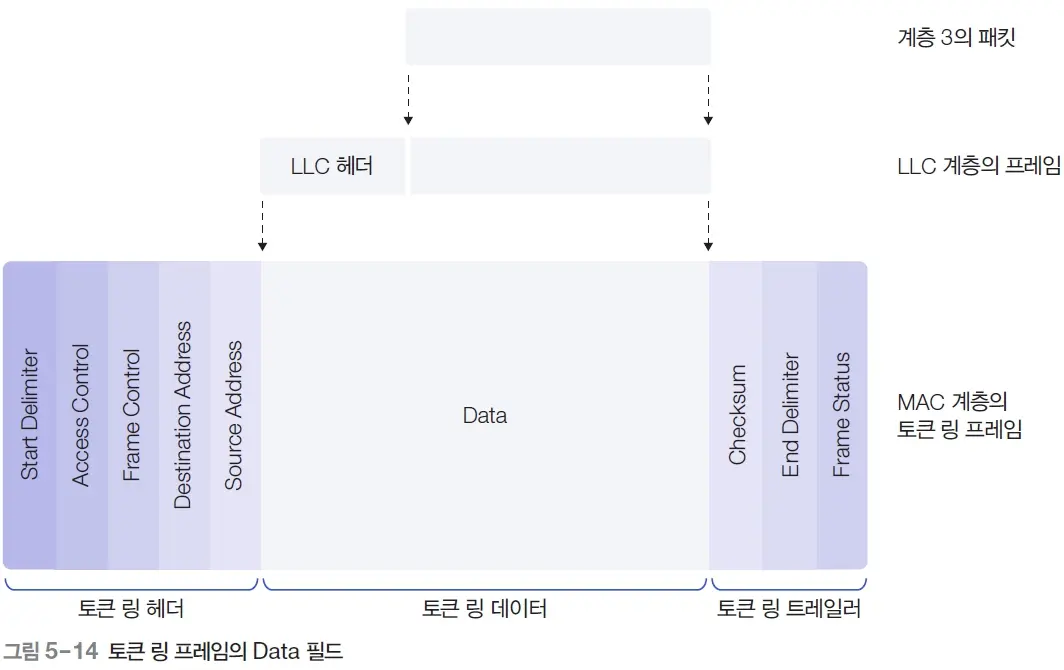 계층 3의 패킷
LLC 헤더
LLC 계층의 프레임
Start Delimiter
Access Control
Frame Control
Destination Address
Source Address
Data
Checksum
End Delimiter
Frame Status
MAC 계층의
토큰 링 프레임
토큰 링 헤더
토큰 링 데이터
토큰 링 트레일러
그림 5-14 토큰 링 프레임의 Data 필드